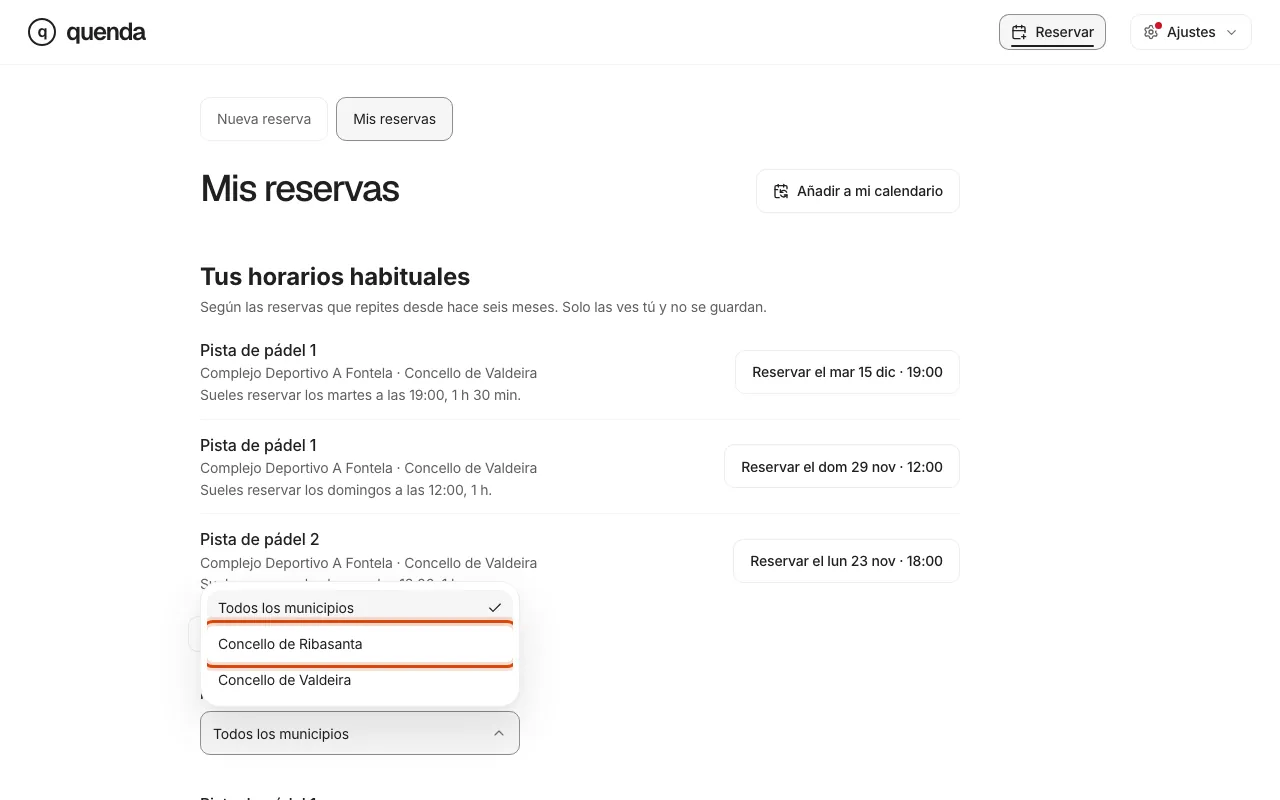 q quenda
Reservar
Ajustes
Nueva reserva
Mis reservas
Mis reservas
Añadir a mi calendario
Tus horarios habituales
Según las reservas que repites desde hace seis meses. Solo las ves tú y no se guardan.
Pista de pádel 1
Complejo Deportivo A Fontela · Concello de Valdeira
Sueles reservar los martes a las 19:00, 1 h 30 min.
Reservar el mar 15 dic · 19:00
Pista de pádel 1
Complejo Deportivo A Fontela · Concello de Valdeira
Sueles reservar los domingos a las 12:00, 1 h.
Reservar el dom 29 nov · 12:00
Pista de pádel 2
Complejo Deportivo A Fontela · Concello de Valdeira
Reservar el lun 23 nov · 18:00
Todos los municipios
Concello de Ribasanta
Concello de Valdeira
Todos los municipios